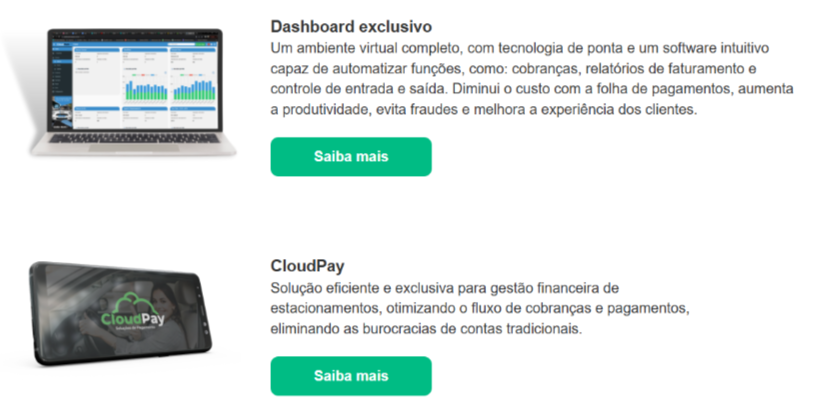 Dashboard exclusivo
Um ambiente virtual completo, com tecnologia de ponta e um software intuitivo
capaz de automatizar funções, como: cobranças, relatórios de faturamento e
controle de entrada e saída. Diminui o custo com a folha de pagamentos, aumenta
a produtividade, evita fraudes e melhora a experiência dos clientes.
Saiba mais
CloudPay
CloudPay
Solução eficiente e exclusiva para gestão financeira de
estacionamentos, otimizando o fluxo de cobranças e pagamentos,
eliminando as burocracias de contas tradicionais.
Saiba mais